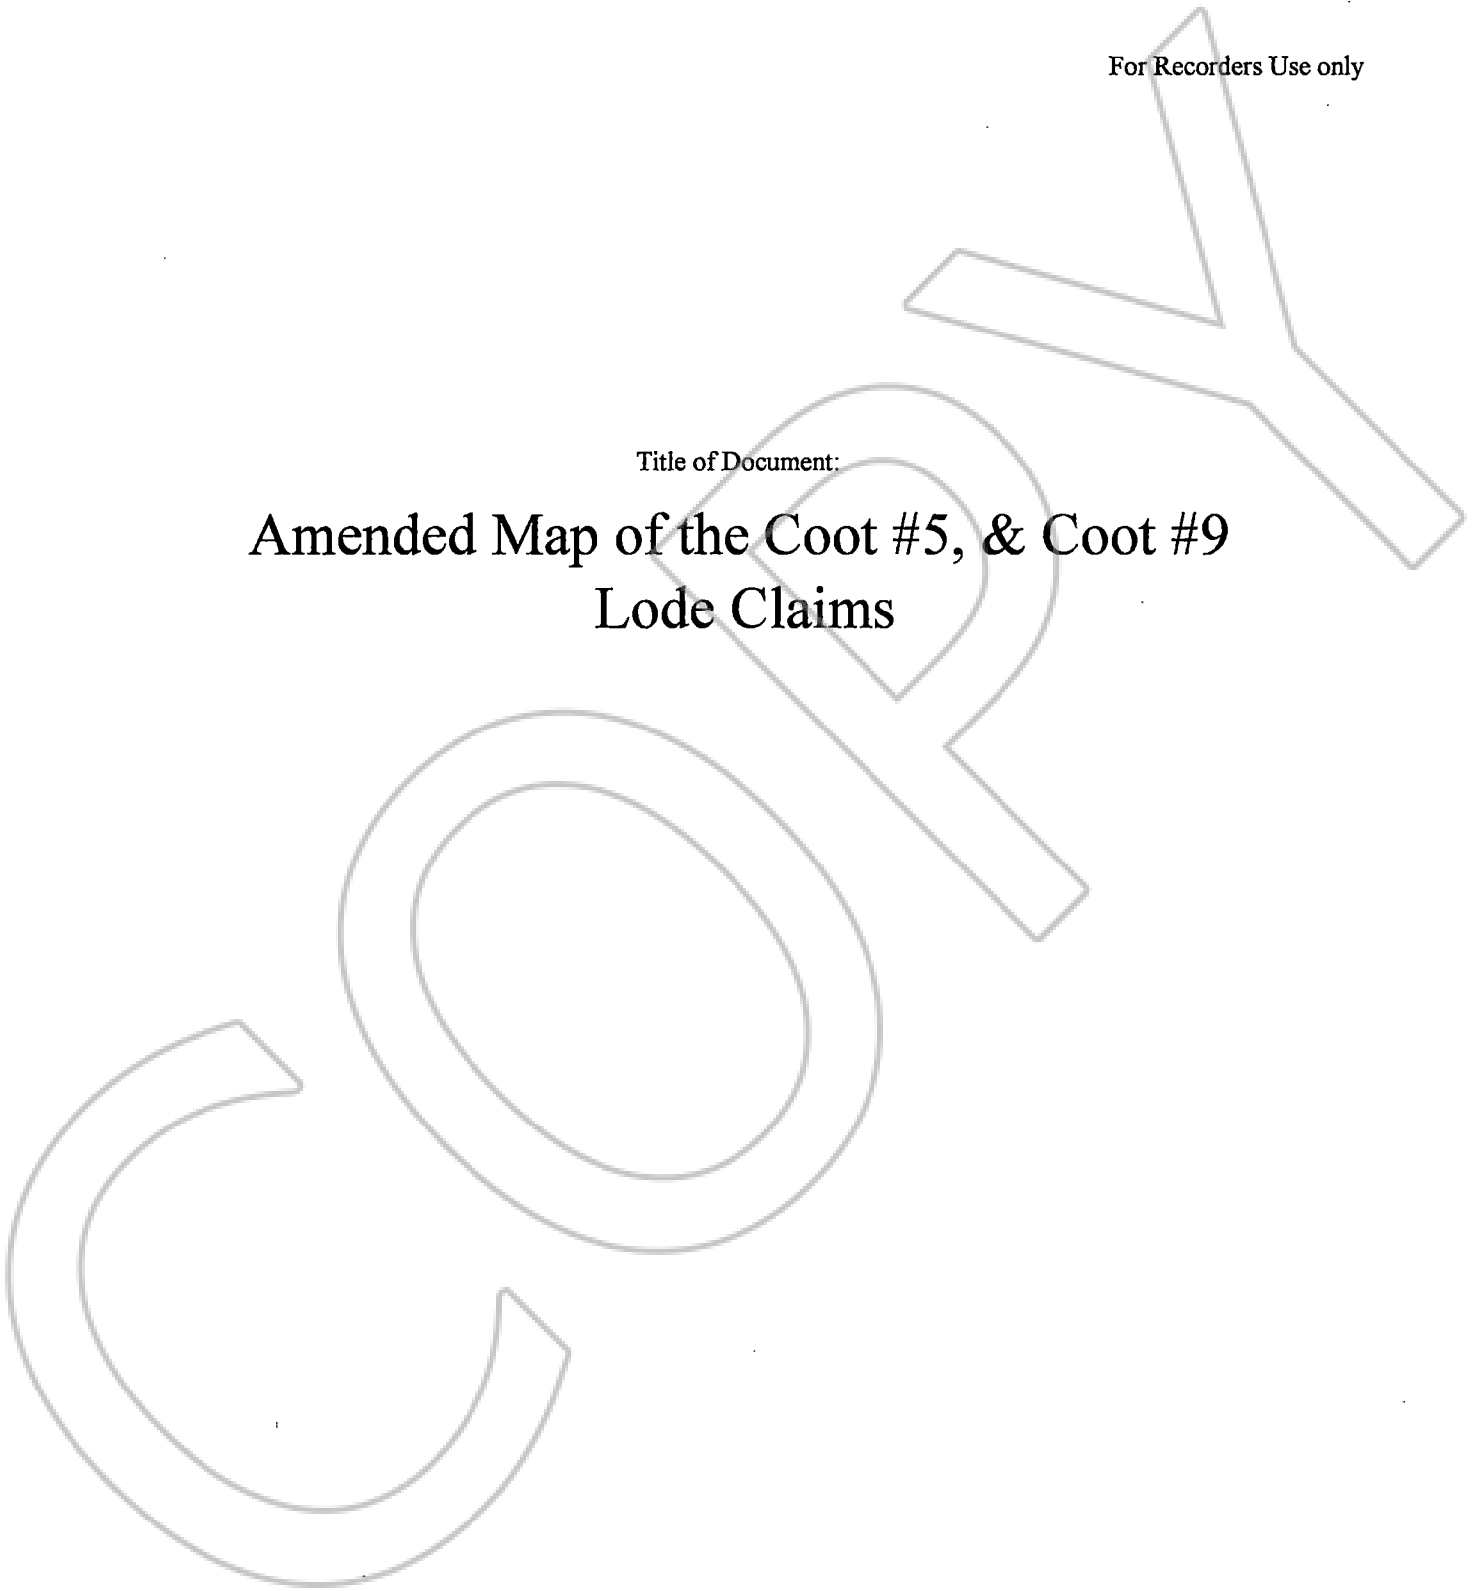 For Recorders Use only
Title of Document:
Amended Map of the Coot #5, & Coot #9
Lode Claims
COPY